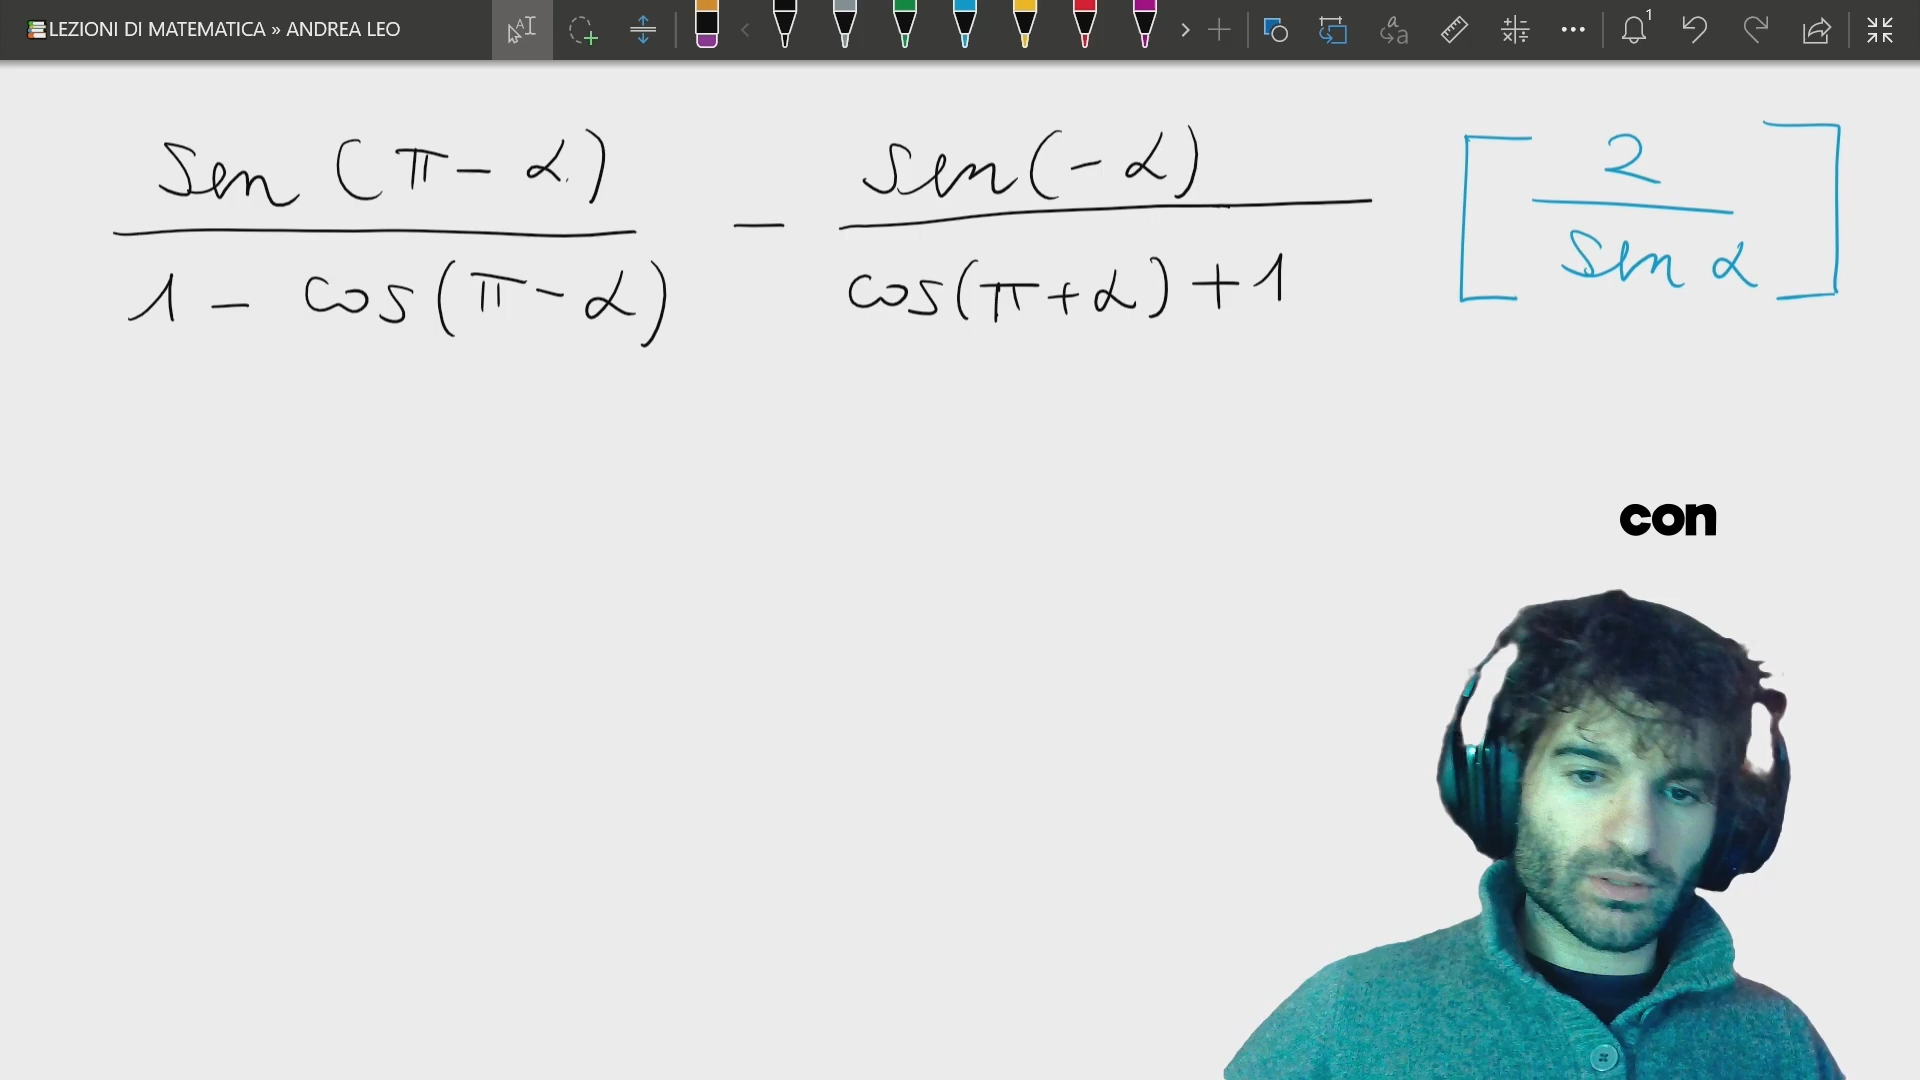 LEZIONI DI MATEMATICA » ANDREA LEO
sen (π - α)
1 - cos(π - α)
-
sen(-α)
cos(π + α) + 1
[2
sen α]
con